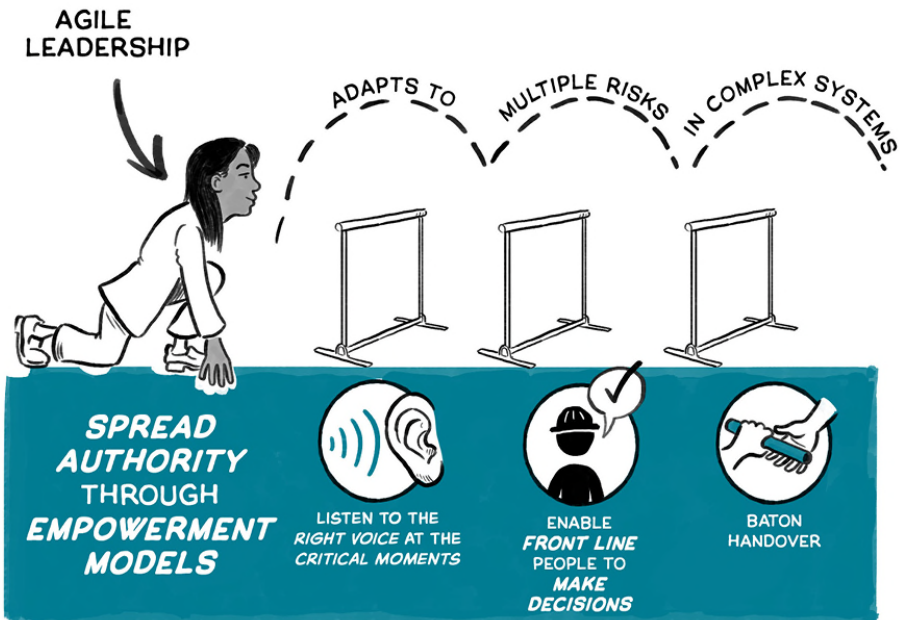 AGILE
LEADERSHIP
ADAPTS TO
MULTIPLE RISKS
IN COMPLEX SYSTEMS
SPREAD
AUTHORITY
THROUGH
EMPOWERMENT
MODELS
LISTEN TO THE
RIGHT VOICE AT THE
CRITICAL MOMENTS
ENABLE
FRONT LINE
PEOPLE TO
MAKE
DECISIONS
BATON
HANDOVER